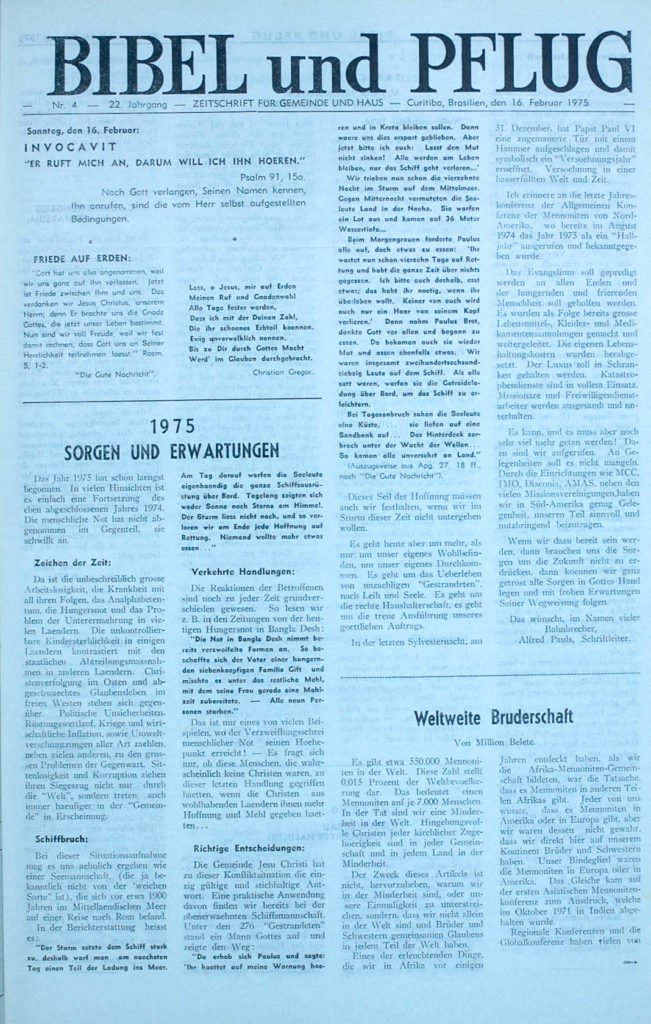 BIBEL und PFLUG
Nr. 4 — 22. Jahrgang — ZEITSCHRIFT FÜR GEMEINDE UND HAUS — Curitiba, Brasilien, den 16. Februar 1975
Sonntag, den 16. Februar:
INVOCAVIT
"ER RUFT MICH AN, DARUM WILL ICH IHN HOEREN."
Psalm 91, 15a.
Nach Gott verlangen, Seinen Namen kennen,
Ihn anrufen, sind die vom Herr selbst aufgestellten
Bedingungen.
FRIEDE AUF ERDEN:
"Gott hat uns also angenommen, weil
wir uns ganz auf Ihn verlassen. Jetzt
ist Friede zwischen Ihm und uns. Das
verdanken wir Jesus Christus, unserem
Herrn; denn Er brachte uns die Gnade
Gottes, die jetzt unser Leben bestimmt.
Nun sind wir voll Freude, weil wir fest
damit rechnen, dass Gott uns an Seiner
Herrlichkeit teilnehmen laesst." Roem.
5, 1-2.
"Die Gute Nachricht".
Lass, o Jesus, mir auf Erden
Meinen Ruf und Gnadenwahl
Alle Tage fester werden,
Dass ich mit der Deinen Zahl,
Die ihr schoenes Erbteil koennen.
Ewig unverwelklich nennen,
Bis zu Dir durch Gottes Macht
Werd' im Glauben durchgebracht.
Christian Gregor.
1975
SORGEN UND ERWARTUNGEN
Das Jahr 1975 hat schon laengst
begonnen. In vielen Hinsichten ist
es einfach eine Fortsetzung des
eben abgeschlossenen Jahres 1974.
Die menschliche Not hat nicht ab-
genommen im Gegenteil, sie
schwillt an.
Zeichen der Zeit:
Da ist die unbeschreiblich grosse
Arbeitslosigkeit, die Krankheit mit
all ihren Folgen, das Analphabeten-
tum, die Hungersnot und das Pro-
blem der Unterernaehrung in vie-
len Laendern. Die unkontrollier-
bare Kindersterblichkeit in einigen
Laendern kontrastiert mit den
staatlichen Abtreibungsmassnah-
men in anderen Laendern. Chris-
tenverfolgung im Osten und ab-
geschwaechtes Glaubensleben im
freien Westen stehen sich gegen-
über. Politische Unsicherheiten,
Rüstungswettlauf, Kriege und wirt-
schaftliche Inflation, sowie Umwelt-
verschmutzungen aller Art zaehlen,
neben vielen anderen, zu den gros-
sen Problemen der Gegenwart. Sit-
tenlosigkeit und Korruption ziehen
ihren Siegeszug nicht nur durch
die "Welt", sondern treten auch
immer haeufiger in der "Gemein-
de" in Erscheinung.
Schiffbruch:
Bei dieser Situationsaufnahme
mag es uns aehnlich ergehen wie
einer Seemannschaft, (die ja be-
kanntlich nicht von der 'weichen
Sorte' ist), die sich vor etwa 1900
Jahren im Mittellaendischen Meer
auf einer Reise nach Rom befand.
In der Berichterstattung heisst
es:
"Der Sturm setzte dem Schiff stark
zu, deshalb warf man am naechsten
Tag einen Teil der Ladung ins Meer.
Am Tag darauf warfen die Seeleute
eigenhaendig die ganze Schiffsausrü-
stung über Bord. Tagelang zeigten sich
weder Sonne noch Sterne am Himmel.
Der Sturm liess nicht nach, und so ver-
loren wir am Ende jede Hoffnung auf
Rettung. Niemand wollte mehr etwas
essen..."
Verkehrte Handlungen:
Die Reaktionen der Betroffenen
sind noch zu jeder Zeit grundver-
schieden gewesen. So lesen wir
z. B. in den Zeitungen von der heu-
tigen Hungersnot in Bangla Desh:
"Die Not in Bangla Desh nimmt be-
reits verzweifelte Formen an. So be-
schaffte sich der Vater einer hungern-
den siebenkoepfigen Familie Gift und
mischte es unter das restliche Mehl,
mit dem seine Frau gerade eine Mahl-
zeit zubereitete. — Alle neun Per-
sonen starben."
Das ist nur eines von vielen Bei-
spielen, wo der Verzweiflungsschrei
menschlicher Not seinen Hoehe-
punkt erreicht! — Es fragt sich
nur, ob diese Menschen, die wahr-
scheinlich keine Christen waren, zu
dieser letzten Handlung gegriffen
haetten, wenn die Christen aus
wohlhabenden Laendern ihnen mehr
Hoffnung und Mehl gegeben haet-
ten...
Richtige Entscheidungen:
Die Gemeinde Jesu Christi hat
zu dieser Konfliktsituation die ein-
zig gültige und stichhaltige Ant-
wort. Eine praktische Anwendung
davon finden wir bereits bei der
obenerwaehnten Schiffsmannschaft.
Unter den 276 "Gestrandeten"
stand ein Mann Gottes auf und
zeigte den Weg:
"Da erhob sich Paulus und sagte:
'Ihr haettet auf meine Warnung hoe-
ren und in Kreta bleiben sollen. Dann
waere uns dies erspart geblieben. Aber
jetzt bitte ich euch: Lasst den Mut
nicht sinken! Alle werden am Leben
bleiben, nur das Schiff geht verloren...'
Wir trieben nun schon die vierzehnte
Nacht im Sturm auf dem Mittelmeer.
Gegen Mitternacht vermuteten die See-
leute Land in der Naehe. Sie warfen
ein Lot aus und kamen auf 36 Meter
Wassertiefe...
Beim Morgengrauen forderte Paulus
alle auf, doch etwas zu essen: 'Ihr
wartet nun schon vierzehn Tage auf Ret-
tung und habt die ganze Zeit über nichts
gegessen. Ich bitte euch deshalb, esst
etwas; das habt ihr noetig, wenn ihr
überleben wollt. Keiner von euch wird
auch nur ein Haar von seinem Kopf
verlieren.' Dann nahm Paulus Brot,
dankte Gott vor allen und begann zu
essen. Da bekamen auch sie wieder
Mut und assen ebenfalls etwas. Wir
waren insgesamt zweihundertsechsund-
siebzig Leute auf dem Schiff. Als alle
satt waren, warfen sie die Getreidela-
dung über Bord, um das Schiff zu er-
leichtern.
Bei Tagesanbruch sahen die Seeleute
eine Küste. ... sie liefen auf eine
Sandbank auf... Das Hinterdeck zer-
brach unter der Wucht der Wellen...
So kamen alle unversehrt an Land."
(Auszugsweise aus Apg. 27, 18 ff.,
nach "Die Gute Nachricht").
Dieses Seil der Hoffnung müssen
auch wir festhalten, wenn wir im
Sturm dieser Zeit nicht untergehen
wollen.
Es geht heute aber um mehr, als
nur um unser eigenes Wohlbefin-
den, um unser eigenes Durchkom-
men. Es geht um das Ueberleben
von unzaehligen "Gestrandeten",
nach Leib und Seele. Es geht um
die rechte Haushalterschaft, es geht
um die treue Ausführung unseres
goettlichen Auftrags.
In der letzten Sylvesternacht, am
31. Dezember, hat Papst Paul VI
eine zugemauerte Tür mit einem
Hammer aufgeschlagen und damit
symbolisch ein "Versoehnungsjahr"
eroeffnet. Versoehnung in einer
hasserfüllten Welt und Zeit.
Ich erinnere an die letzte Jahres-
konferenz der Allgemeinen Kon-
ferenz der Mennoniten von Nord-
Amerika, wo bereits im August
1974 das Jahr 1975 als ein "Hall-
jahr" ausgerufen und bekanntgege-
ben wurde.
Das Evangelium soll gepredigt
werden an allen Enden und
der hungernden und frierenden
Menschheit soll geholfen werden.
Es wurden als Folge bereits grosse
Lebensmittel-, Kleider- und Medi-
kamentensammlungen gemacht und
weitergeleitet. Die eigenen Lebens-
haltungskosten wurden herabge-
setzt. Der Luxus soll in Schran-
ken gehalten werden. Katastro-
phendienste sind in vollem Einsatz.
Missionare und Freiwilligendienst-
arbeiter werden ausgesandt und un-
terhalten.
Es kann, und es muss aber noch
sehr viel mehr getan werden! Da-
zu sind wir aufgerufen. An Ge-
legenheiten soll es nicht mangeln.
Durch die Einrichtungen wie MCC,
IMO, Diaconia, AMAS, neben den
vielen Missionsvereinigungen, haben
wir in Süd-Amerika genug Gele-
genheit, unseren Teil sinnvoll und
nutzbringend beizutragen.
Wenn wir dazu bereit sein wer-
den, dann brauchen uns die Sor-
gen um die Zukunft nicht zu er-
drücken, dann koennen wir ganz
getrost alle Sorgen in Gottes Hand
legen und mit frohen Erwartungen
Seiner Wegweisung folgen.
Das wünscht, im Namen vieler
Bahnbrecher,
Alfred Pauls, Schriftleiter.
Weltweite Bruderschaft
Von Million Belete.
Es gibt etwa 550.000 Mennoni-
ten in der Welt. Diese Zahl stellt
0,015 Prozent der Weltbevoelke-
rung dar. Das bedeutet einen
Mennoniten auf je 7.000 Menschen.
In der Tat sind wir eine Minder-
heit in der Welt. Hingebungsvol-
le Christen jeder kirchlicher Zuge-
hoerigkeit sind in jeder Gemein-
schaft und in jedem Land in der
Minderheit.
Der Zweck dieses Artikels ist
nicht, hervorzuheben, warum wir
in der Minderheit sind, oder un-
sere Einmaligkeit zu unterstrei-
chen, sondern, dass wir nicht allein
in der Welt sind und Brüder und
Schwestern gemeinsamen Glaubens
in jedem Teil der Welt haben.
Eines der erleuchtenden Dinge,
die wir in Afrika vor einigen
Jahren entdeckt haben, als wir
die Afrika-Mennoniten-Gemein-
schaft bildeten, war die Tatsache,
dass es Mennoniten in anderen Tei-
len Afrikas gibt. Jeder von uns
wusste, dass es Mennoniten in
Amerika oder in Europa gibt, aber
wir waren dessen nicht gewahr,
dass wir direkt hier auf unserem
Kontinent Brüder und Schwestern
haben. Unser Bindeglied waren
die Mennoniten in Europa oder in
Amerika. Das Gleiche kam auf
der ersten Asiatischen Mennoniten-
konferenz zum Ausdruck, welche
im Oktober 1971 in Indien abge-
halten wurde.
Regionale Konferenzen und die
Globalkonferenz haben vielen von